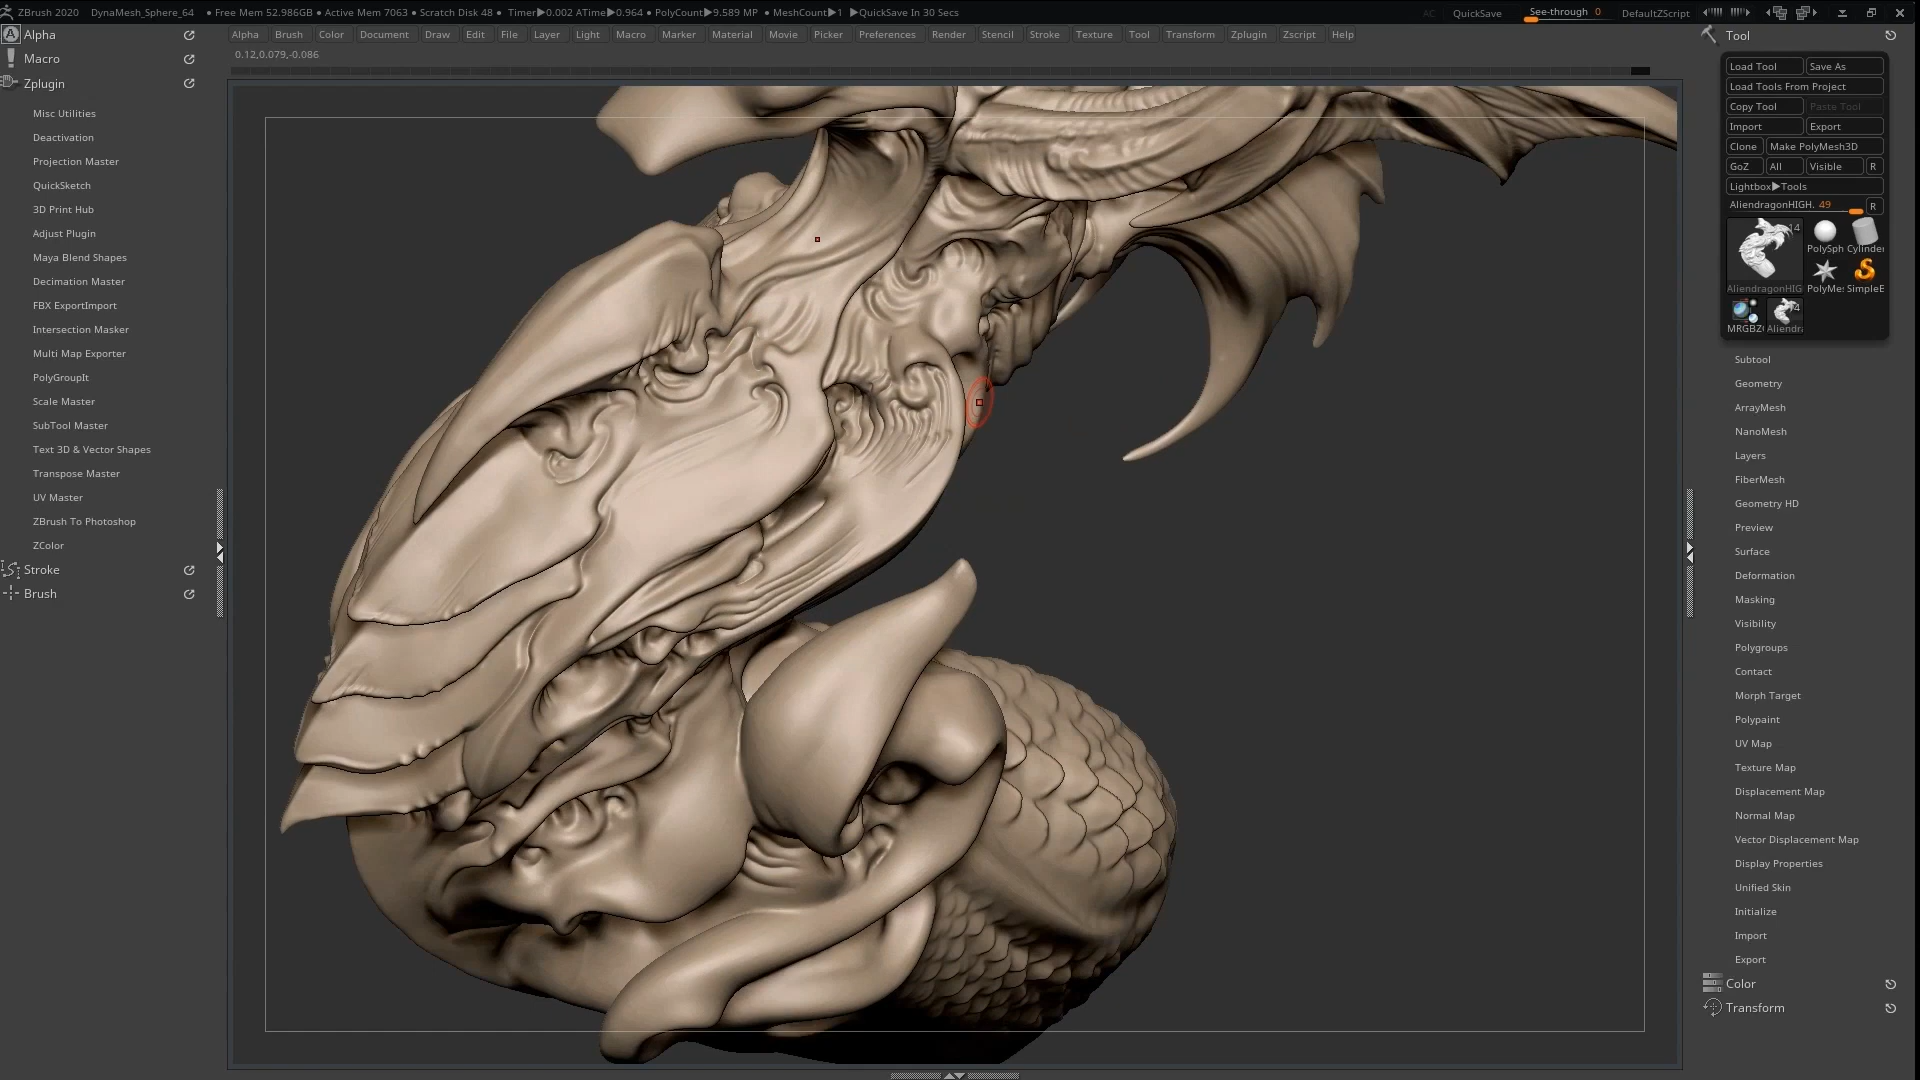 ZBrush 2020 DynaMesh_Sphere_64 • Free Mem 52.986GB • Active Mem 7063 • Scratch Disk 48 • Timer▶0.002 ATime▶0.964 • PolyCount▶9.589 MP • MeshCount▶1 ▶QuickSave In 30 Secs AC QuickSave See-through 0 DefaultZScript
Alpha Brush Color Document Draw Edit File Layer Light Macro Marker Material Movie Picker Preferences Render Stencil Stroke Texture Tool Transform Zplugin Zscript Help
0.12,0.079,-0.086
Alpha
Macro
Zplugin
Misc Utilities
Deactivation
Projection Master
QuickSketch
3D Print Hub
Adjust Plugin
Maya Blend Shapes
Decimation Master
FBX ExportImport
Intersection Masker
Multi Map Exporter
PolyGroupIt
Scale Master
SubTool Master
Text 3D & Vector Shapes
Transpose Master
UV Master
ZBrush To Photoshop
ZColor
Stroke
Brush
Tool
Load Tool Save As
Load Tools From Project
Copy Tool Paste Tool
Import Export
Clone Make PolyMesh3D
GoZ All Visible R
Lightbox▶Tools
AliendragonHIGH. 49 R
14
PolySph Cylinder
AliendragonHIG PolyMe: SimpleE
4
MRGBZ Aliendra
Subtool
Geometry
ArrayMesh
NanoMesh
Layers
FiberMesh
Geometry HD
Preview
Surface
Deformation
Masking
Visibility
Polygroups
Contact
Morph Target
Polypaint
UV Map
Texture Map
Displacement Map
Normal Map
Vector Displacement Map
Display Properties
Unified Skin
Initialize
Import
Export
Color
Transform